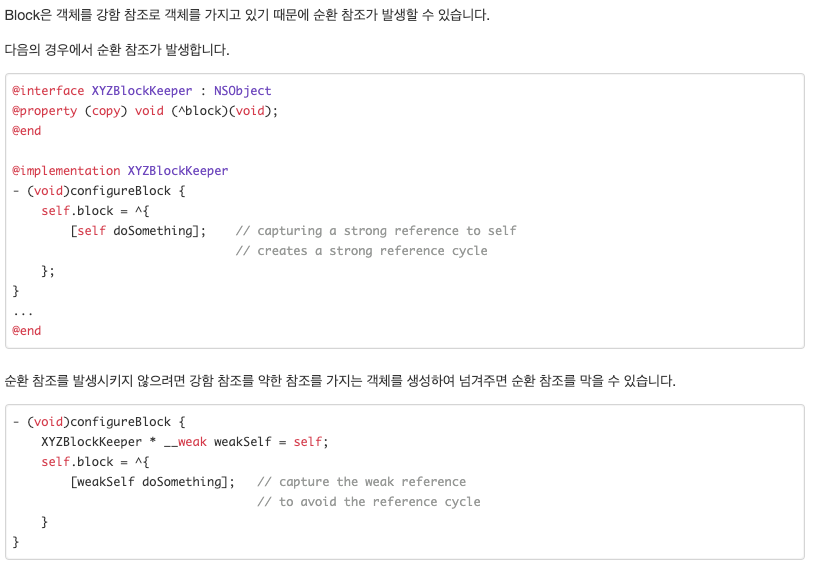 Block은 객체를 강함 참조로 객체를 가지고 있기 때문에 순환 참조가 발생할 수 있습니다.
다음의 경우에서 순환 참조가 발생합니다.
@interface XYZBlockKeeper : NSObject
@property (copy) void (^block)(void);
@end

@implementation XYZBlockKeeper
- (void)configureBlock {
    self.block = ^{
        [self doSomething];    // capturing a strong reference to self
                               // creates a strong reference cycle
    };
}
...
@end
순환 참조를 발생시키지 않으려면 강함 참조를 약한 참조를 가지는 객체를 생성하여 넘겨주면 순환 참조를 막을 수 있습니다.
- (void)configureBlock {
    XYZBlockKeeper * __weak weakSelf = self;
    self.block = ^{
        [weakSelf doSomething];   // capture the weak reference
                                  // to avoid the reference cycle
    }
}